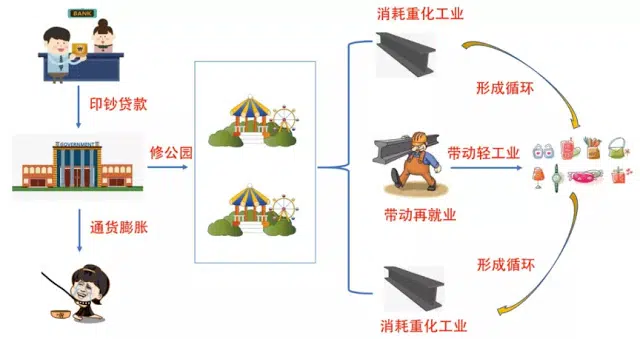 BANK
消耗重化工业
印钞贷款
形成循环
GOVERNMENT
修公园
带动轻工业
带动再就业
通货膨胀
形成循环
消耗重化工业